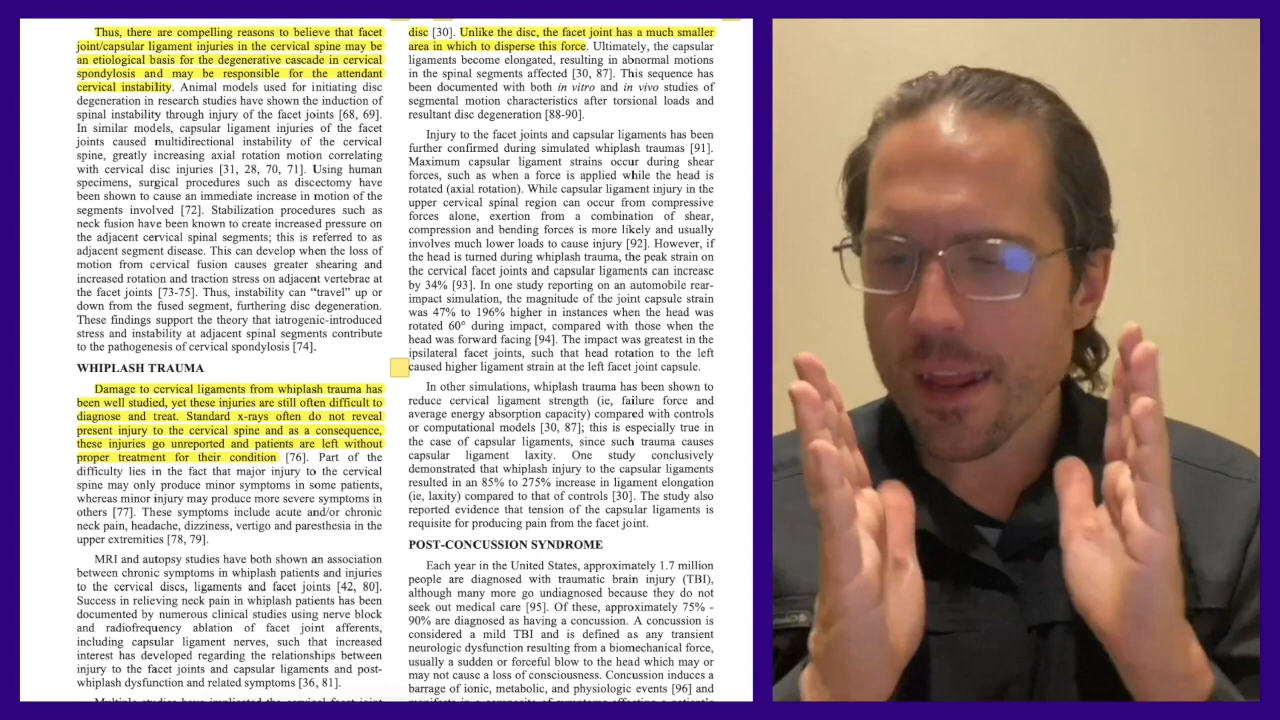 Thus, there are compelling reasons to believe that facet
joint/capsular ligament injuries in the cervical spine may be
an etiological basis for the degenerative cascade in cervical
spondylosis and may be responsible for the attendant
cervical instability. Animal models used for initiating disc
degeneration in research studies have shown the induction of
spinal instability through injury of the facet joints [68, 69].
In similar models, capsular ligament injuries of the facet
joints caused multidirectional instability of the cervical
spine, greatly increasing axial rotation motion correlating
with cervical disc injuries [31, 28, 70, 71]. Using human
specimens, surgical procedures such as discectomy have
been shown to cause an immediate increase in motion of the
segments involved [72]. Stabilization procedures such as
neck fusion have been known to create increased pressure on
the adjacent cervical spinal segments; this is referred to as
adjacent segment disease. This can develop when the loss of
motion from cervical fusion causes greater shearing and
increased rotation and traction stress on adjacent vertebrae at
the facet joints [73-75]. Thus, instability can “travel” up or
down from the fused segment, furthering disc degeneration.
These findings support the theory that iatrogenic-introduced
stress and instability at adjacent spinal segments contribute
to the pathogenesis of cervical spondylosis [74].
WHIPLASH TRAUMA
Damage to cervical ligaments from whiplash trauma has
been well studied, yet these injuries are still often difficult to
diagnose and treat. Standard x-rays often do not reveal
present injury to the cervical spine and as a consequence,
these injuries go unreported and patients are left without
proper treatment for their condition [76]. Part of the
difficulty lies in the fact that major injury to the cervical
spine may only produce minor symptoms in some patients,
whereas minor injury may produce more severe symptoms in
others [77]. These symptoms include acute and/or chronic
neck pain, headache, dizziness, vertigo and paresthesia in the
upper extremities [78, 79].
MRI and autopsy studies have both shown an association
between chronic symptoms in whiplash patients and injuries
to the cervical discs, ligaments and facet joints [42, 80].
Success in relieving neck pain in whiplash patients has been
documented by numerous clinical studies using nerve block
and radiofrequency ablation of facet joint afferents,
including capsular ligament nerves, such that increased
interest has developed regarding the relationships between
injury to the facet joints and capsular ligaments and post-
whiplash dysfunction and related symptoms [36, 81].
disc [30]. Unlike the disc, the facet joint has a much smaller
area in which to disperse this force. Ultimately, the capsular
ligaments become elongated, resulting in abnormal motions
in the spinal segments affected [30, 87]. This sequence has
been documented with both in vitro and in vivo studies of
segmental motion characteristics after torsional loads and
resultant disc degeneration [88-90].
Injury to the facet joints and capsular ligaments has been
further confirmed during simulated whiplash traumas [91].
Maximum capsular ligament strains occur during shear
forces, such as when a force is applied while the head is
rotated (axial rotation). While capsular ligament injury in the
upper cervical spinal region can occur from compressive
forces alone, exertion from a combination of shear,
compression and bending forces is more likely and usually
involves much lower loads to cause injury [92]. However, if
the head is turned during whiplash trauma, the peak strain on
the cervical facet joints and capsular ligaments can increase
by 34% [93]. In one study reporting on an automobile rear-
impact simulation, the magnitude of the joint capsule strain
was 47% to 196% higher in instances when the head was
rotated 60° during impact, compared with those when the
head was forward facing [94]. The impact was greatest in the
ipsilateral facet joints, such that head rotation to the left
caused higher ligament strain at the left facet joint capsule.
In other simulations, whiplash trauma has been shown to
reduce cervical ligament strength (ie, failure force and
average energy absorption capacity) compared with controls
or computational models [30, 87]; this is especially true in
the case of capsular ligaments, since such trauma causes
capsular ligament laxity. One study conclusively
demonstrated that whiplash injury to the capsular ligaments
resulted in an 85% to 275% increase in ligament elongation
(ie, laxity) compared to that of controls [30]. The study also
reported evidence that tension of the capsular ligaments is
requisite for producing pain from the facet joint.
POST-CONCUSSION SYNDROME
Each year in the United States, approximately 1.7 million
people are diagnosed with traumatic brain injury (TBI),
although many more go undiagnosed because they do not
seek out medical care [95]. Of these, approximately 75% -
90% are diagnosed as having a concussion. A concussion is
considered a mild TBI and is defined as any transient
neurologic dysfunction resulting from a biomechanical force,
usually a sudden or forceful blow to the head which may or
may not cause a loss of consciousness. Concussion induces a
barrage of ionic, metabolic, and physiologic events [96] and